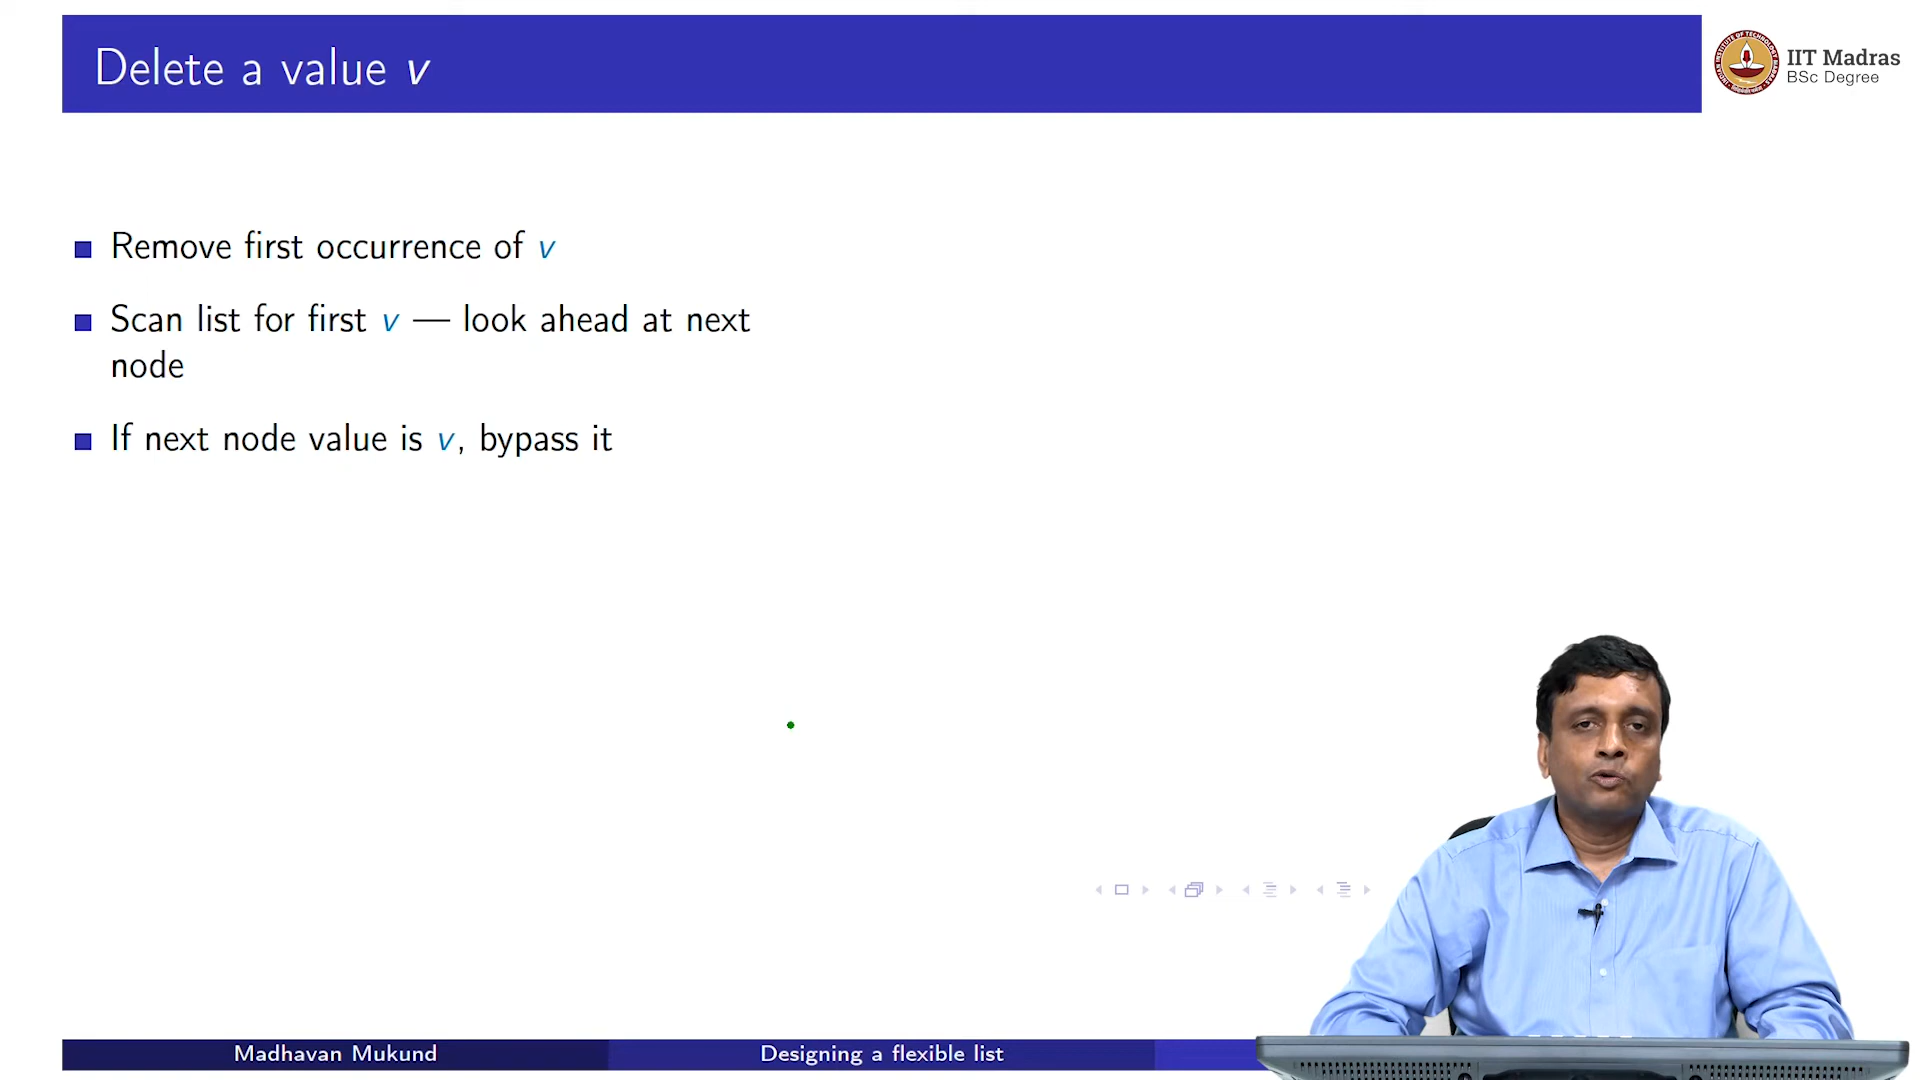 Delete a value v
IIT Madras
BSc Degree
Remove first occurrence of v
Scan list for first v — look ahead at next
node
If next node value is v, bypass it
Madhavan Mukund
Designing a flexible list